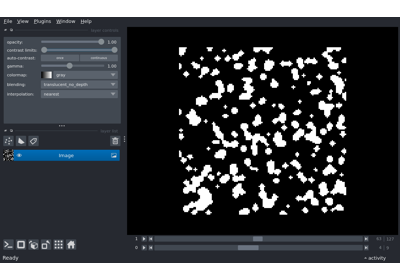 File View Plugins Window Help
opacity: 1.00
contrast limits:
auto-contrast: once continuous
gamma: 1.00
colormap: gray
blending: translucent_no_depth
interpolation: nearest
image
1
0
Ready
activity